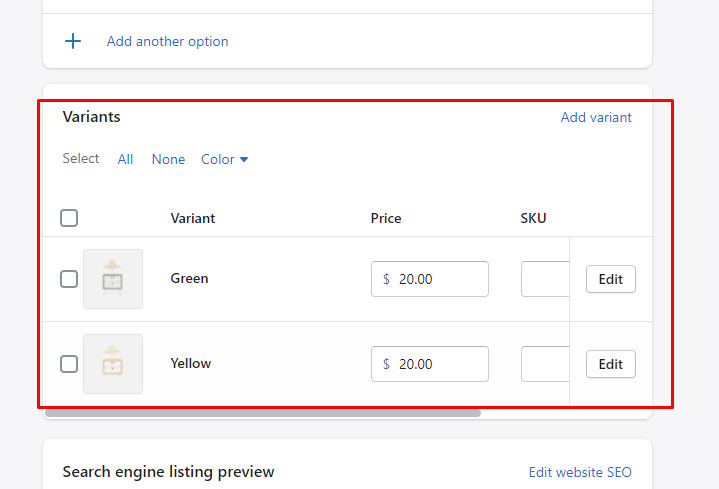 Add another option
Variants Add variant
Select All None Color
Variant Price SKU
Green $ 20.00 Edit
Yellow $ 20.00 Edit
Search engine listing preview Edit website SEO